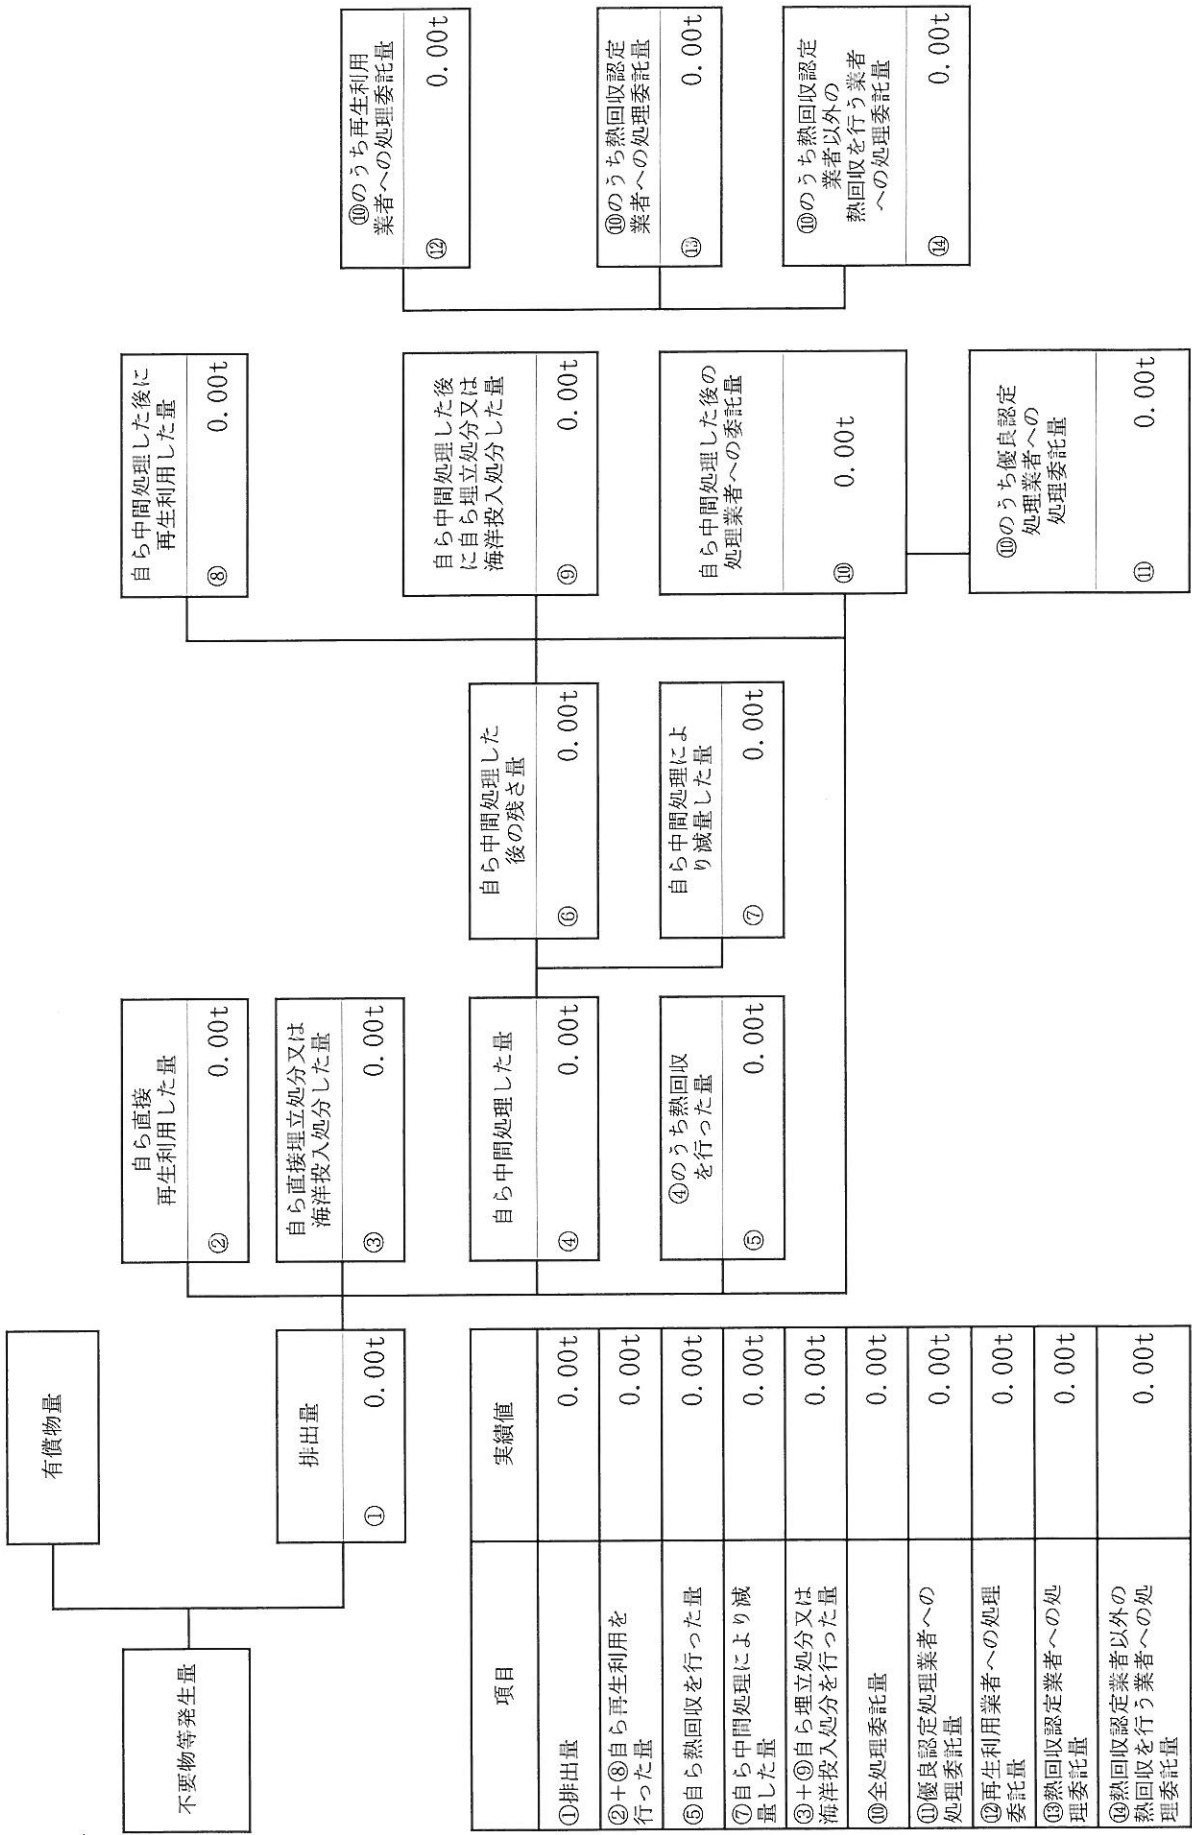 不要物等発生量
有償物量
排出量
① 0.00t
自ら直接
再生利用した量
② 0.00t
自ら直接埋立処分又は
海洋投入処分した量
③ 0.00t
自ら中間処理した量
④ 0.00t
④のうち熱回収
を行った量
⑤ 0.00t
自ら中間処理した
後の残さ量
⑥ 0.00t
自ら中間処理によ
り減量した量
⑦ 0.00t
自ら中間処理した後に
再生利用した量
⑧ 0.00t
自ら中間処理した後
に自ら埋立処分又は
海洋投入処分した量
⑨ 0.00t
自ら中間処理した後の
処理業者への委託量
⑩ 0.00t
⑩のうち優良認定
処理業者への
処理委託量
⑪ 0.00t
⑩のうち再生利用
業者への処理委託量
⑫ 0.00t
⑩のうち熱回収認定
業者への処理委託量
⑬ 0.00t
⑩のうち熱回収認定
業者以外の
熱回収を行う業者
への処理委託量
⑭ 0.00t
項目 実績値
①排出量 0.00t
②+⑧自ら再生利用を
行った量 0.00t
⑤自ら熱回収を行った量 0.00t
⑦自ら中間処理により減
量した量 0.00t
③+⑨自ら埋立処分又は
海洋投入処分を行った量 0.00t
⑩全処理委託量 0.00t
⑪優良認定処理業者への
処理委託量 0.00t
⑫再生利用業者への処理
委託量 0.00t
⑬熱回収認定業者への処
理委託量 0.00t
⑭熱回収認定業者以外の
熱回収を行う業者への処
理委託量 0.00t